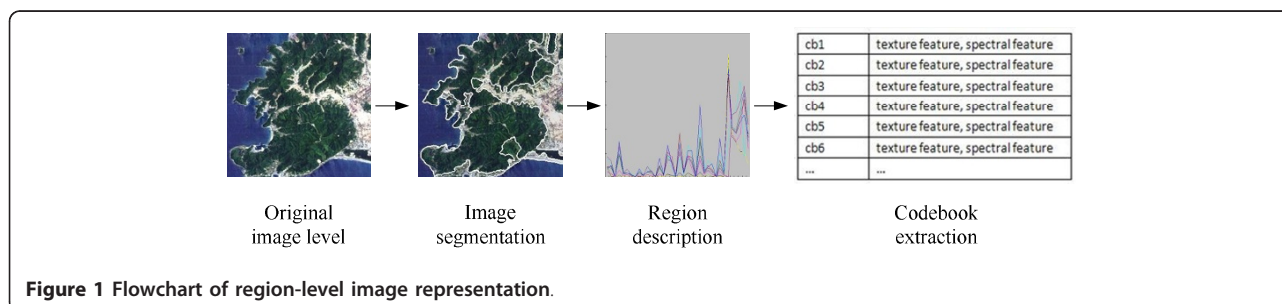 cb1 texture feature, spectral feature
cb2 texture feature, spectral feature
cb3 texture feature, spectral feature
cb4 texture feature, spectral feature
cb5 texture feature, spectral feature
cb6 texture feature, spectral feature
... ...
Original
image level
Image
segmentation
Region
description
Codebook
extraction
Figure 1 Flowchart of region-level image representation.